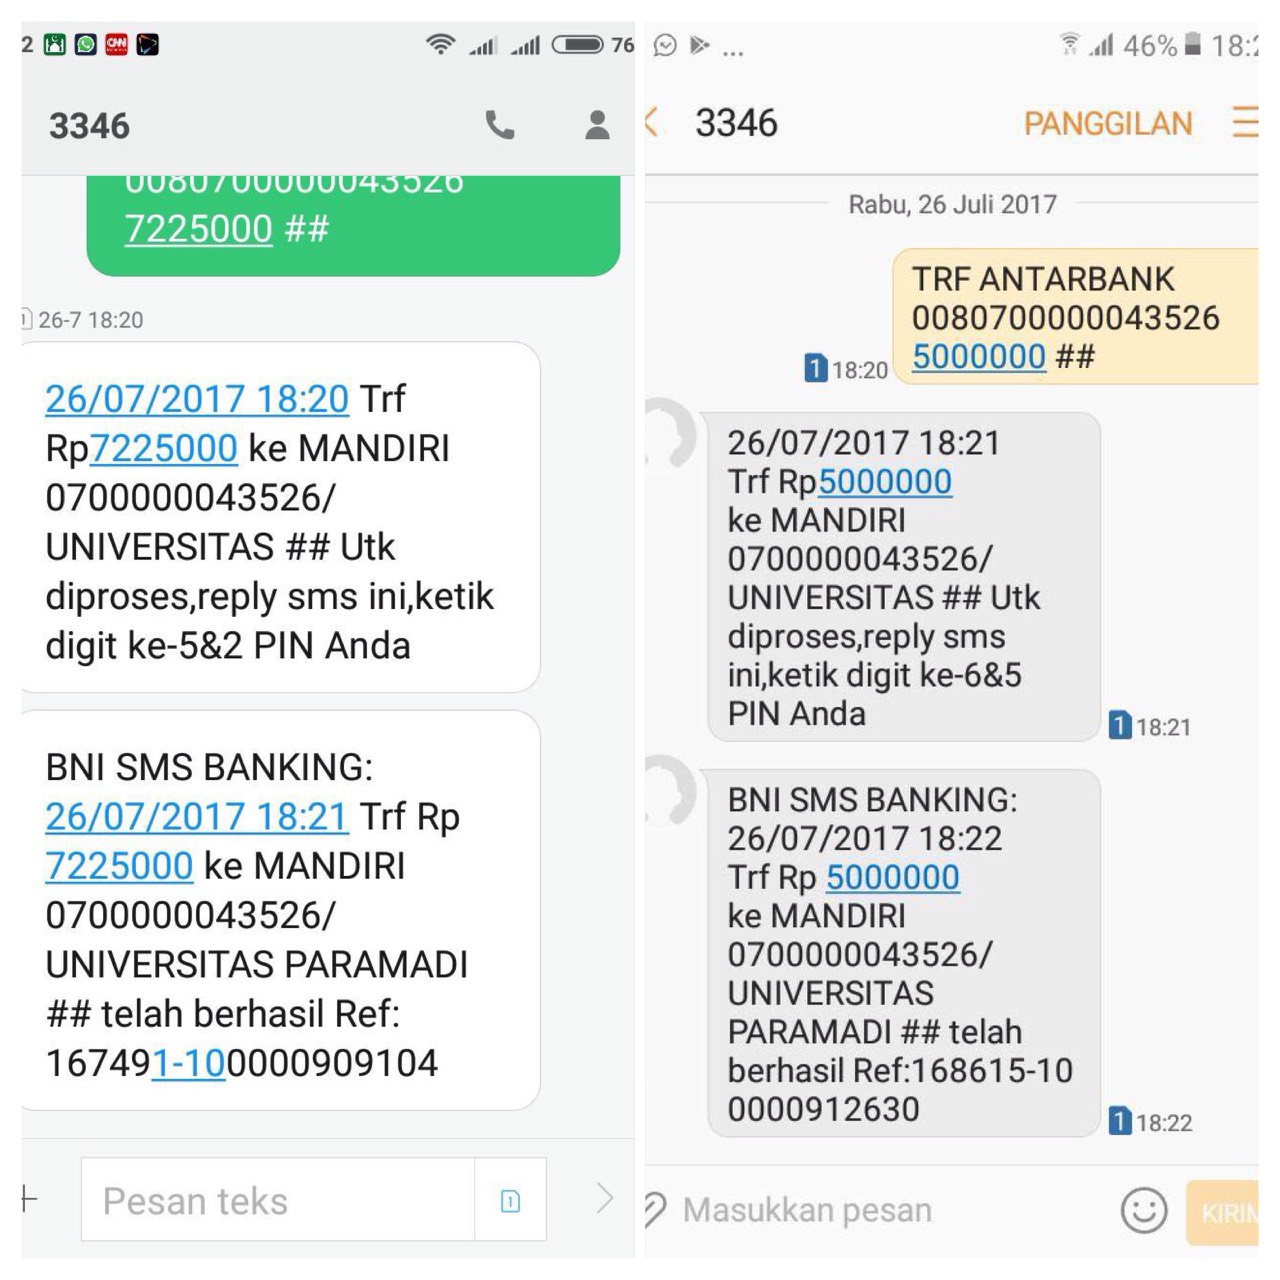 2 CNN 76
3346
0080700000043526
7225000 ##
1 26-7 18:20
26/07/2017 18:20 Trf
Rp7225000 ke MANDIRI
0700000043526/
UNIVERSITAS ## Utk
diproses,reply sms ini,ketik
digit ke-5&2 PIN Anda
BNI SMS BANKING:
26/07/2017 18:21 Trf Rp
7225000 ke MANDIRI
0700000043526/
UNIVERSITAS PARAMADI
## telah berhasil Ref:
167491-100000909104
Pesan teks 1
... 46% 18:2
3346 PANGGILAN
Rabu, 26 Juli 2017
TRF ANTARBANK
0080700000043526
5000000 ##
1 18:20
26/07/2017 18:21
Trf Rp5000000
ke MANDIRI
0700000043526/
UNIVERSITAS ## Utk
diproses,reply sms
ini,ketik digit ke-6&5
PIN Anda
1 18:21
BNI SMS BANKING:
26/07/2017 18:22
Trf Rp 5000000
ke MANDIRI
0700000043526/
UNIVERSITAS
PARAMADI ## telah
berhasil Ref:168615-10
0000912630
1 18:22
Masukkan pesan KIRIM